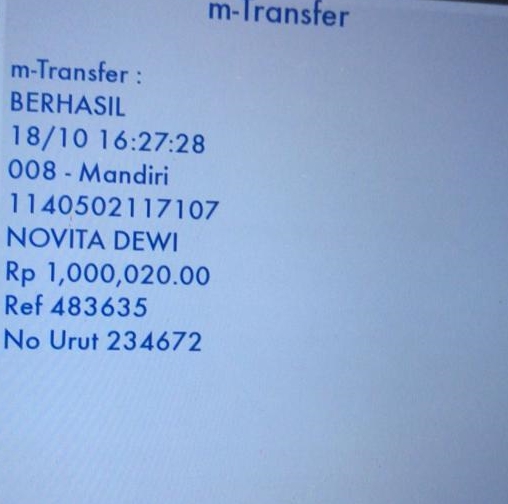 m-Transfer
m-Transfer :
BERHASIL
18/10 16:27:28
008 - Mandiri
1140502117107
NOVITA DEWI
Rp 1,000,020.00
Ref 483635
No Urut 234672